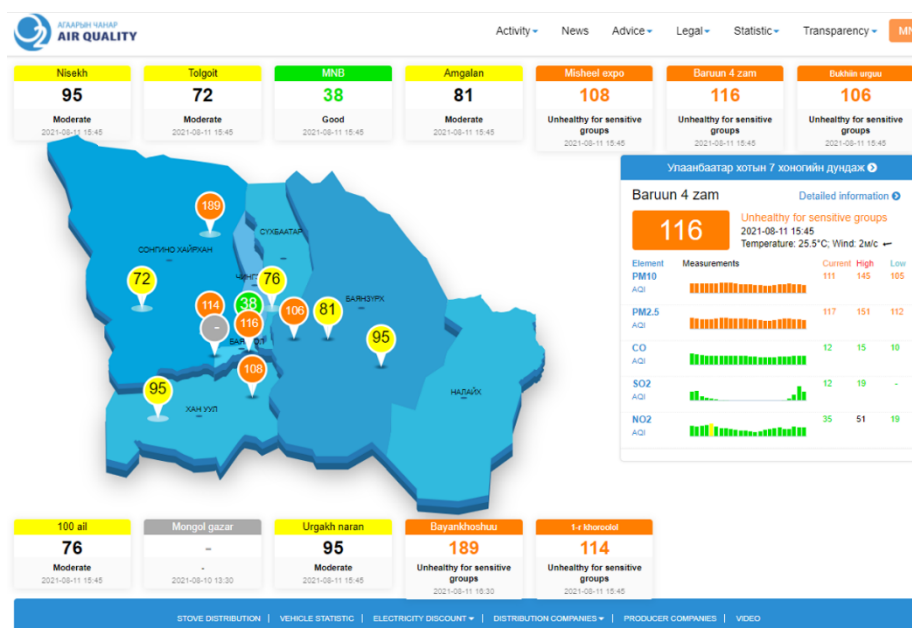 АГААРЫН ЧАНАР
AIR QUALITY
Activity News Advice Legal Statistic Transparency MN
Nisekh
95
Moderate
2021-08-11 15:45
Tolgoit
72
Moderate
2021-08-11 15:45
MNB
38
Good
2021-08-11 15:45
Amgalan
81
Moderate
2021-08-11 15:45
Misheel expo
108
Unhealthy for sensitive
groups
2021-08-11 15:45
Baruun 4 zam
116
Unhealthy for sensitive
groups
2021-08-11 15:45
Bukhiin urguu
106
Unhealthy for sensitive
groups
2021-08-11 15:45
189
СОНГИНО ХАЙРХАН
СҮХБААТАР
72
76
БАЯНЗҮРХ
114
38
106
81
-
116
95
108
НАЛАЙХ
95
ХАН УУЛ
Улаанбаатар хотын 7 хоногийн дундаж
Baruun 4 zam Detailed information
116
Unhealthy for sensitive groups
2021-08-11 15:45
Temperature: 25.5°C; Wind: 2м/с
Element Measurements Current High Low
PM10 111 145 105
AQI
PM2.5 117 151 112
AQI
CO 12 15 10
AQI
SO2 12 19 -
AQI
NO2 35 51 19
AQI
100 ail
76
Moderate
2021-08-11 15:45
Mongol gazar
-
-
2021-08-10 13:30
Urgakh naran
95
Moderate
2021-08-11 15:45
Bayankhoshuu
189
Unhealthy for sensitive
groups
2021-08-11 16:30
1-r khoroolol
114
Unhealthy for sensitive
groups
2021-08-11 15:45
STOVE DISTRIBUTION | VEHICLE STATISTIC | ELECTRICITY DISCOUNT | DISTRIBUTION COMPANIES | PRODUCER COMPANIES | VIDEO